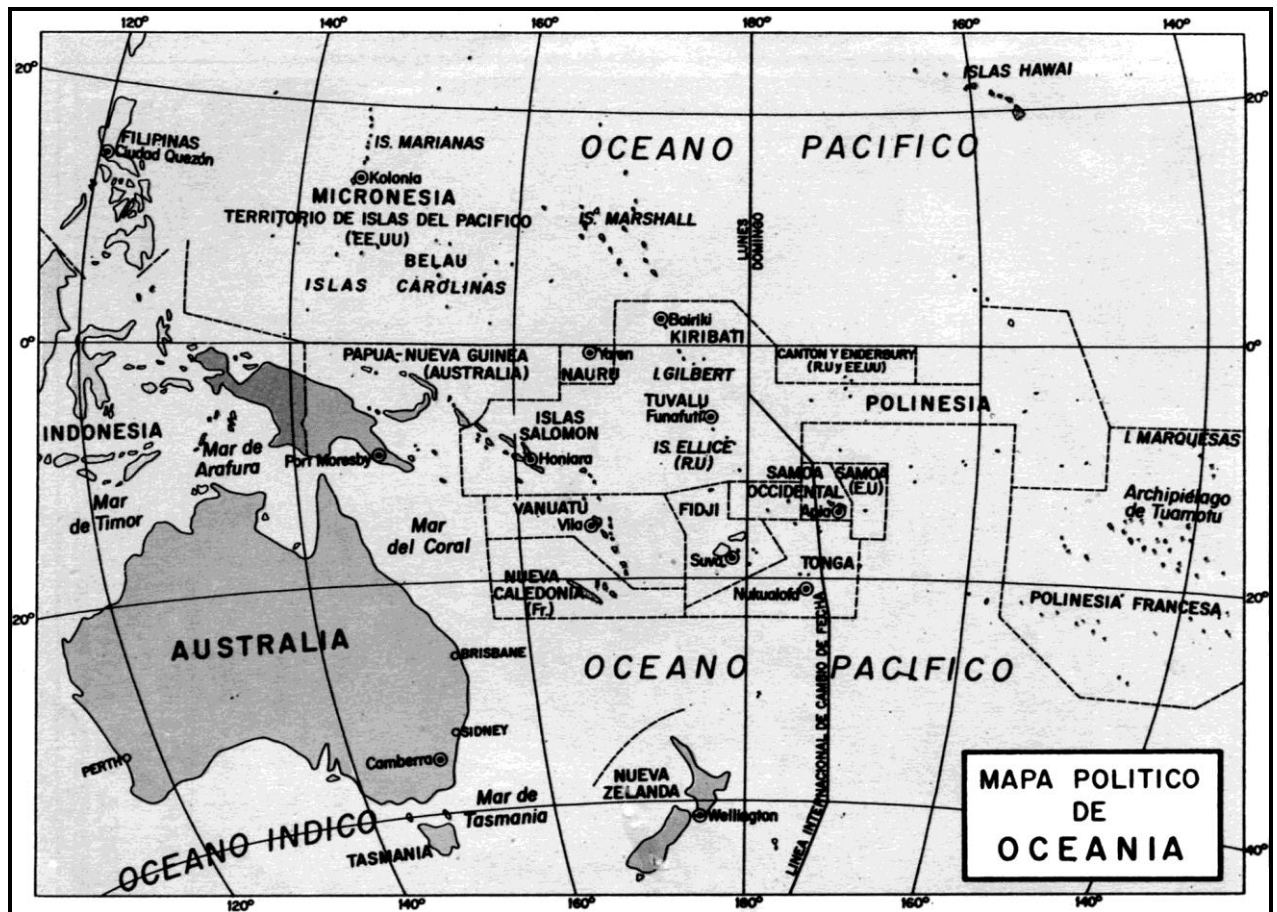 120°
140°
160°
180°
160°
140°
20°
20°
ISLAS HAWAI
FILIPINAS
Ciudad Quezón
IS. MARIANAS
OCEANO PACIFICO
Kolonia
MICRONESIA
TERRITORIO DE ISLAS DEL PACIFICO
(EE.UU)
IS. MARSHALL
LUNES
DOMINGO
BELAU
ISLAS CAROLINAS
Bairiki
KIRIBATI
0°
0°
PAPUA-NUEVA GUINEA
(AUSTRALIA)
Yaren
NAURU
CANTON Y ENDERBURY
(R.U y EE.UU)
I. GILBERT
TUVALU
Funafuti
POLINESIA
INDONESIA
Mar de
Arafura
ISLAS
SALOMON
Honiara
Port Moresby
IS. ELLICE
(R.U)
I. MARQUESAS
SAMOA
OCCIDENTAL
Apia
SAMOA
(E.U)
Mar
de Timor
VANUATU
Vila
FIDJI
Archipiélago
de Tuamotu
Mar
del Coral
Suva
TONGA
NUEVA
CALEDONIA
(Fr.)
Nukualofa
POLINESIA FRANCESA
20°
20°
AUSTRALIA
BRISBANE
OCEANO PACIFICO
LINEA INTERNACIONAL DE CAMBIO DE FECHA
SIDNEY
PERTH
Camberra
NUEVA
ZELANDA
Mar de
Tasmania
Wellington
OCEANO INDICO
TASMANIA
MAPA POLITICO
DE
OCEANIA
40°
120°
140°
160°
180°
160°
140°